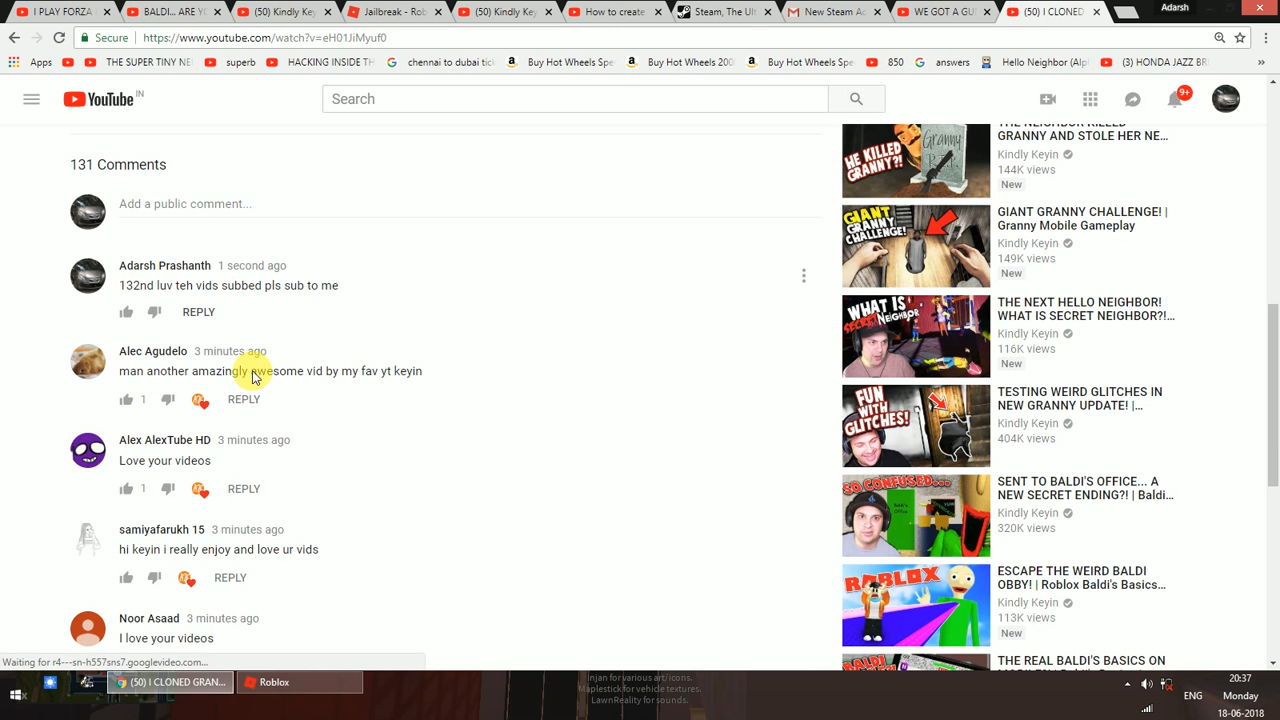 I PLAY FORZA
BALDI... ARE YO
(50) Kindly Key
Jailbreak - Rob
(50) Kindly Key
How to create
Steam, The Ult
New Steam Ac
WE GOT A GU
(50) I CLONED
Adarsh
Secure
https://www.youtube.com/watch?v=eH01JiMyuf0
Apps
THE SUPER TINY NEI
superb
HACKING INSIDE TH
chennai to dubai tick
Buy Hot Wheels Spe
Buy Hot Wheels 200
Buy Hot Wheels Spe
850
answers
Hello Neighbor (Alp
(3) HONDA JAZZ BR
YouTube IN
Search
9+
131 Comments
Add a public comment...
Adarsh Prashanth 1 second ago
132nd luv teh vids subbed pls sub to me
REPLY
Alec Agudelo 3 minutes ago
man another amazingly awesome vid by my fav yt keyin
1 REPLY
Alex AlexTube HD 3 minutes ago
Love your videos
1 REPLY
samiyafarukh 15 3 minutes ago
hi keyin i really enjoy and love ur vids
REPLY
Noor Asaad 3 minutes ago
I love your videos
HE KILLED GRANNY?!
Granny
THE NEIGHBOR KILLED
GRANNY AND STOLE HER NE...
Kindly Keyin
144K views
New
GIANT
GRANNY
CHALLENGE!
GIANT GRANNY CHALLENGE! |
Granny Mobile Gameplay
Kindly Keyin
149K views
New
WHAT IS
SECRET NEIGHBOR
THE NEXT HELLO NEIGHBOR!
WHAT IS SECRET NEIGHBOR?!...
Kindly Keyin
116K views
New
FUN
WITH
GLITCHES!
TESTING WEIRD GLITCHES IN
NEW GRANNY UPDATE! |...
Kindly Keyin
404K views
SO CONFUSED...
SENT TO BALDI'S OFFICE... A
NEW SECRET ENDING?! | Baldi...
Kindly Keyin
320K views
ROBLOX
ESCAPE THE WEIRD BALDI
OBBY! | Roblox Baldi's Basics...
Kindly Keyin
113K views
New
THE REAL BALDI'S BASICS ON
Waiting for r4---sn-h557sns7.googlevideo.com...
(50) I CLONED GRAN...
Roblox
Injan for various art/icons.
Maplestick for vehicle textures.
LawnReality for sounds.
ENG
20:37
Monday
18-06-2018